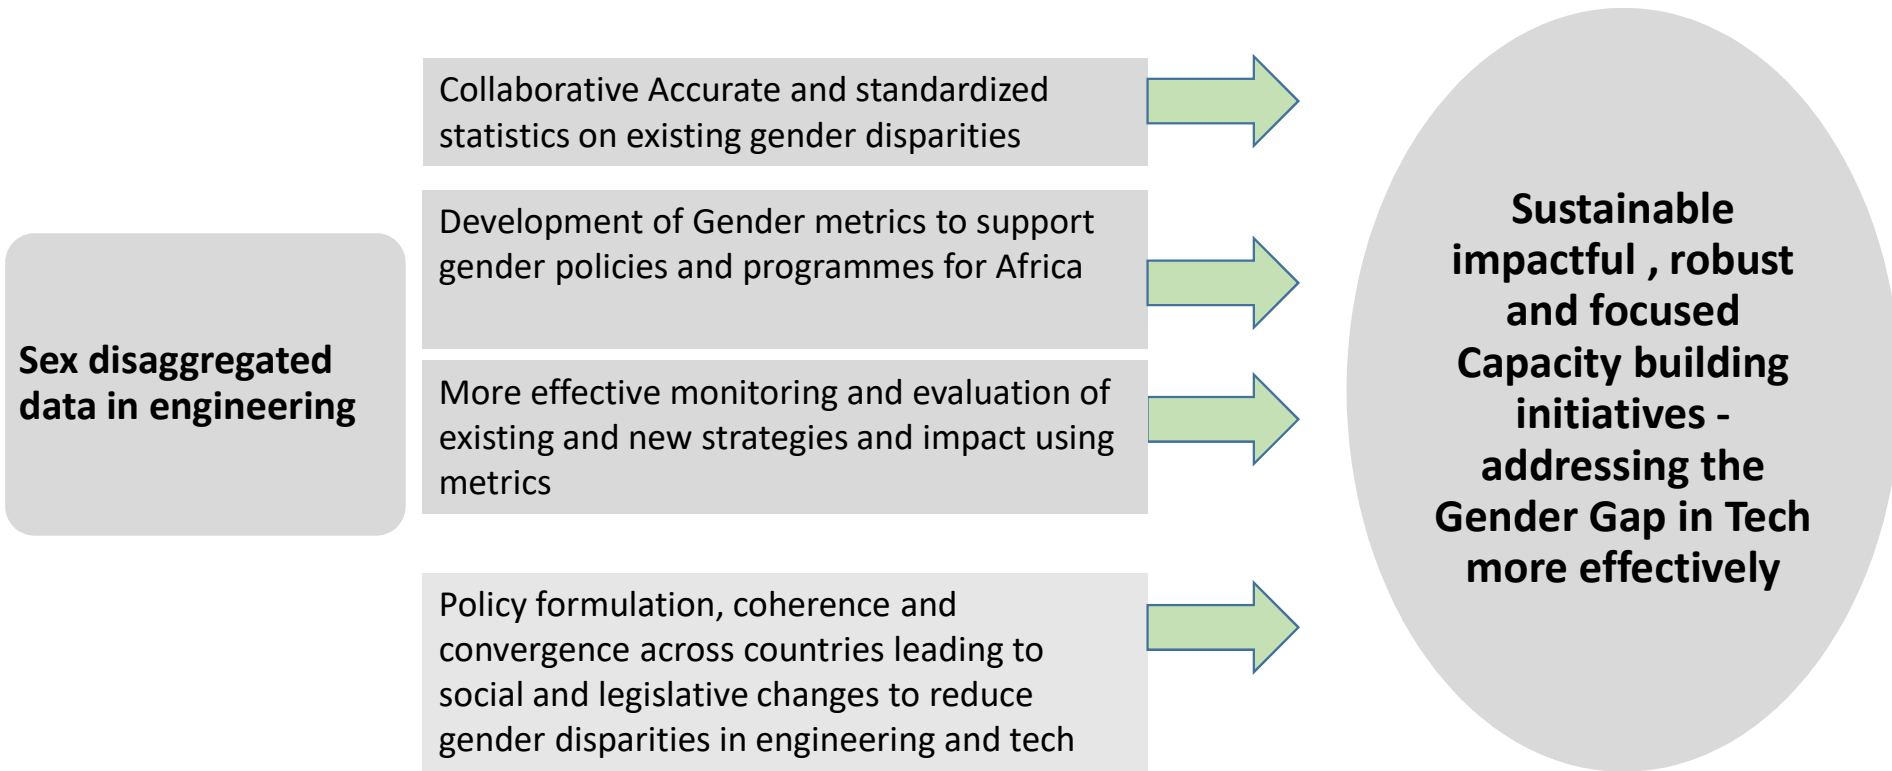 Sex disaggregated
data in engineering
Collaborative Accurate and standardized
statistics on existing gender disparities
Development of Gender metrics to support
gender policies and programmes for Africa
More effective monitoring and evaluation of
existing and new strategies and impact using
metrics
Policy formulation, coherence and
convergence across countries leading to
social and legislative changes to reduce
gender disparities in engineering and tech
Sustainable
impactful , robust
and focused
Capacity building
initiatives -
addressing the
Gender Gap in Tech
more effectively